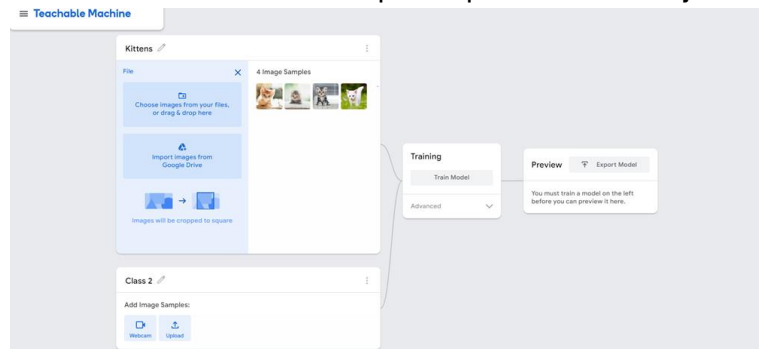 Teachable Machine
Kittens
File
4 Image Samples
Choose images from your files,
or drag & drop here
Import images from
Google Drive
Images will be cropped to square
Training
Train Model
Advanced
Preview
Export Model
You must train a model on the left
before you can preview it here.
Class 2
Add Image Samples:
Webcam
Upload